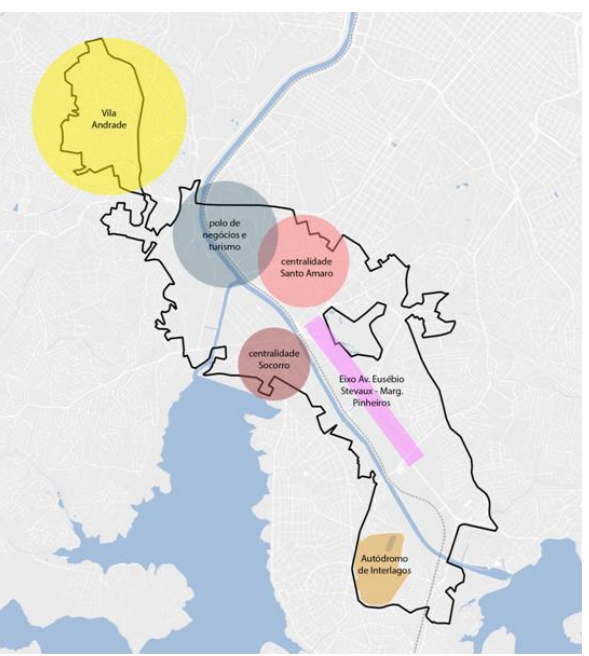 Vila
Andrade
polo de
negócios e
turismo
centralidade
Santo Amaro
centralidade
Socorro
Eixo Av. Eusébio
Stevaux - Marg.
Pinheiros
Autódromo
de Interlagos